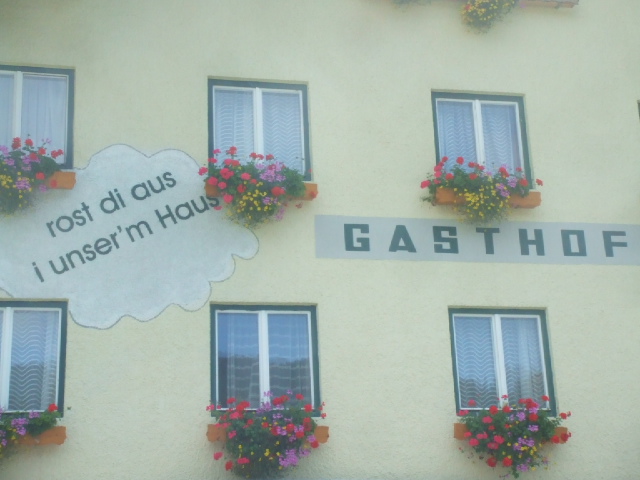 rost di aus
i unser'm Haus
GASTHOF